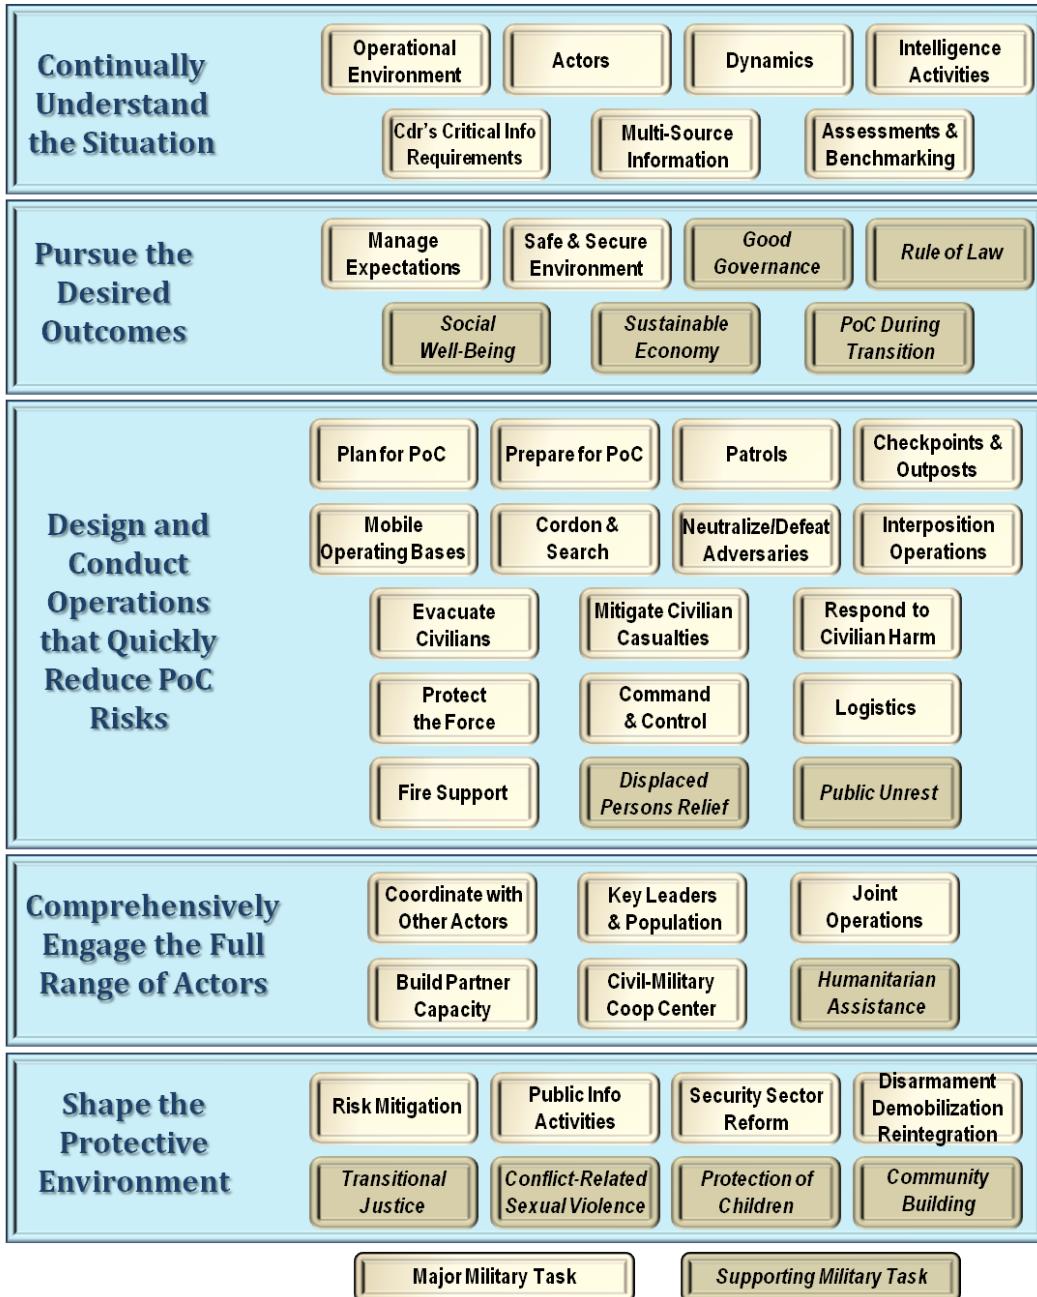 Continually
Understand
the Situation
Operational
Environment
Actors
Dynamics
Intelligence
Activities
Cdr's Critical Info
Requirements
Multi-Source
Information
Assessments &
Benchmarking
Pursue the
Desired
Outcomes
Manage
Expectations
Safe & Secure
Environment
Good
Governance
Rule of Law
Social
Well-Being
Sustainable
Economy
PoC During
Transition
Design and
Conduct
Operations
that Quickly
Reduce PoC
Risks
Plan for PoC
Prepare for PoC
Patrols
Checkpoints &
Outposts
Mobile
Operating Bases
Cordon &
Search
Neutralize/Defeat
Adversaries
Interposition
Operations
Evacuate
Civilians
Mitigate Civilian
Casualties
Respond to
Civilian Harm
Protect
the Force
Command
& Control
Logistics
Fire Support
Displaced
Persons Relief
Public Unrest
Comprehensively
Engage the Full
Range of Actors
Coordinate with
Other Actors
Key Leaders
& Population
Joint
Operations
Build Partner
Capacity
Civil-Military
Coop Center
Humanitarian
Assistance
Shape the
Protective
Environment
Risk Mitigation
Public Info
Activities
Security Sector
Reform
Disarmament
Demobilization
Reintegration
Transitional
Justice
Conflict-Related
Sexual Violence
Protection of
Children
Community
Building
Major Military Task
Supporting Military Task